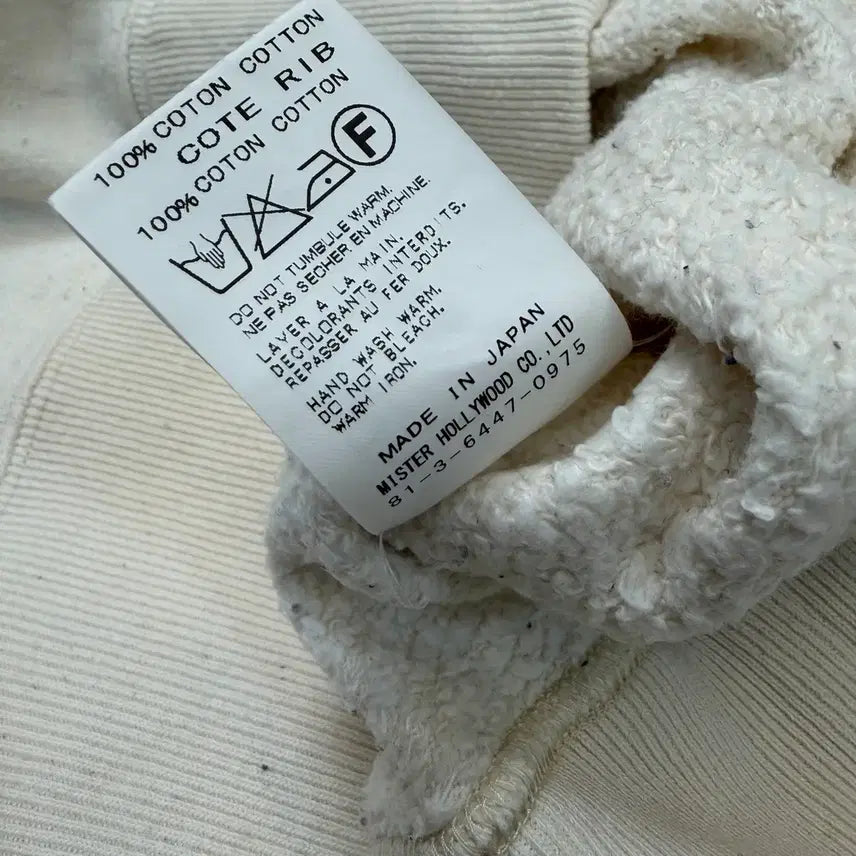 100% COTON COTTON
COTE RIB
100% COTON COTTON
F
DO NOT TUMBULE WARM.
NE PAS SECHER EN MACHINE.
LAVER A LA MAIN.
DECOLORANTS INTERDITS.
REPASSER AU FER DOUX.
HAND WASH WARM.
DO NOT BLEACH.
WARM IRON.
MADE IN JAPAN
MISTER HOLLYWOOD CO., LTD
81-3-6447-0975